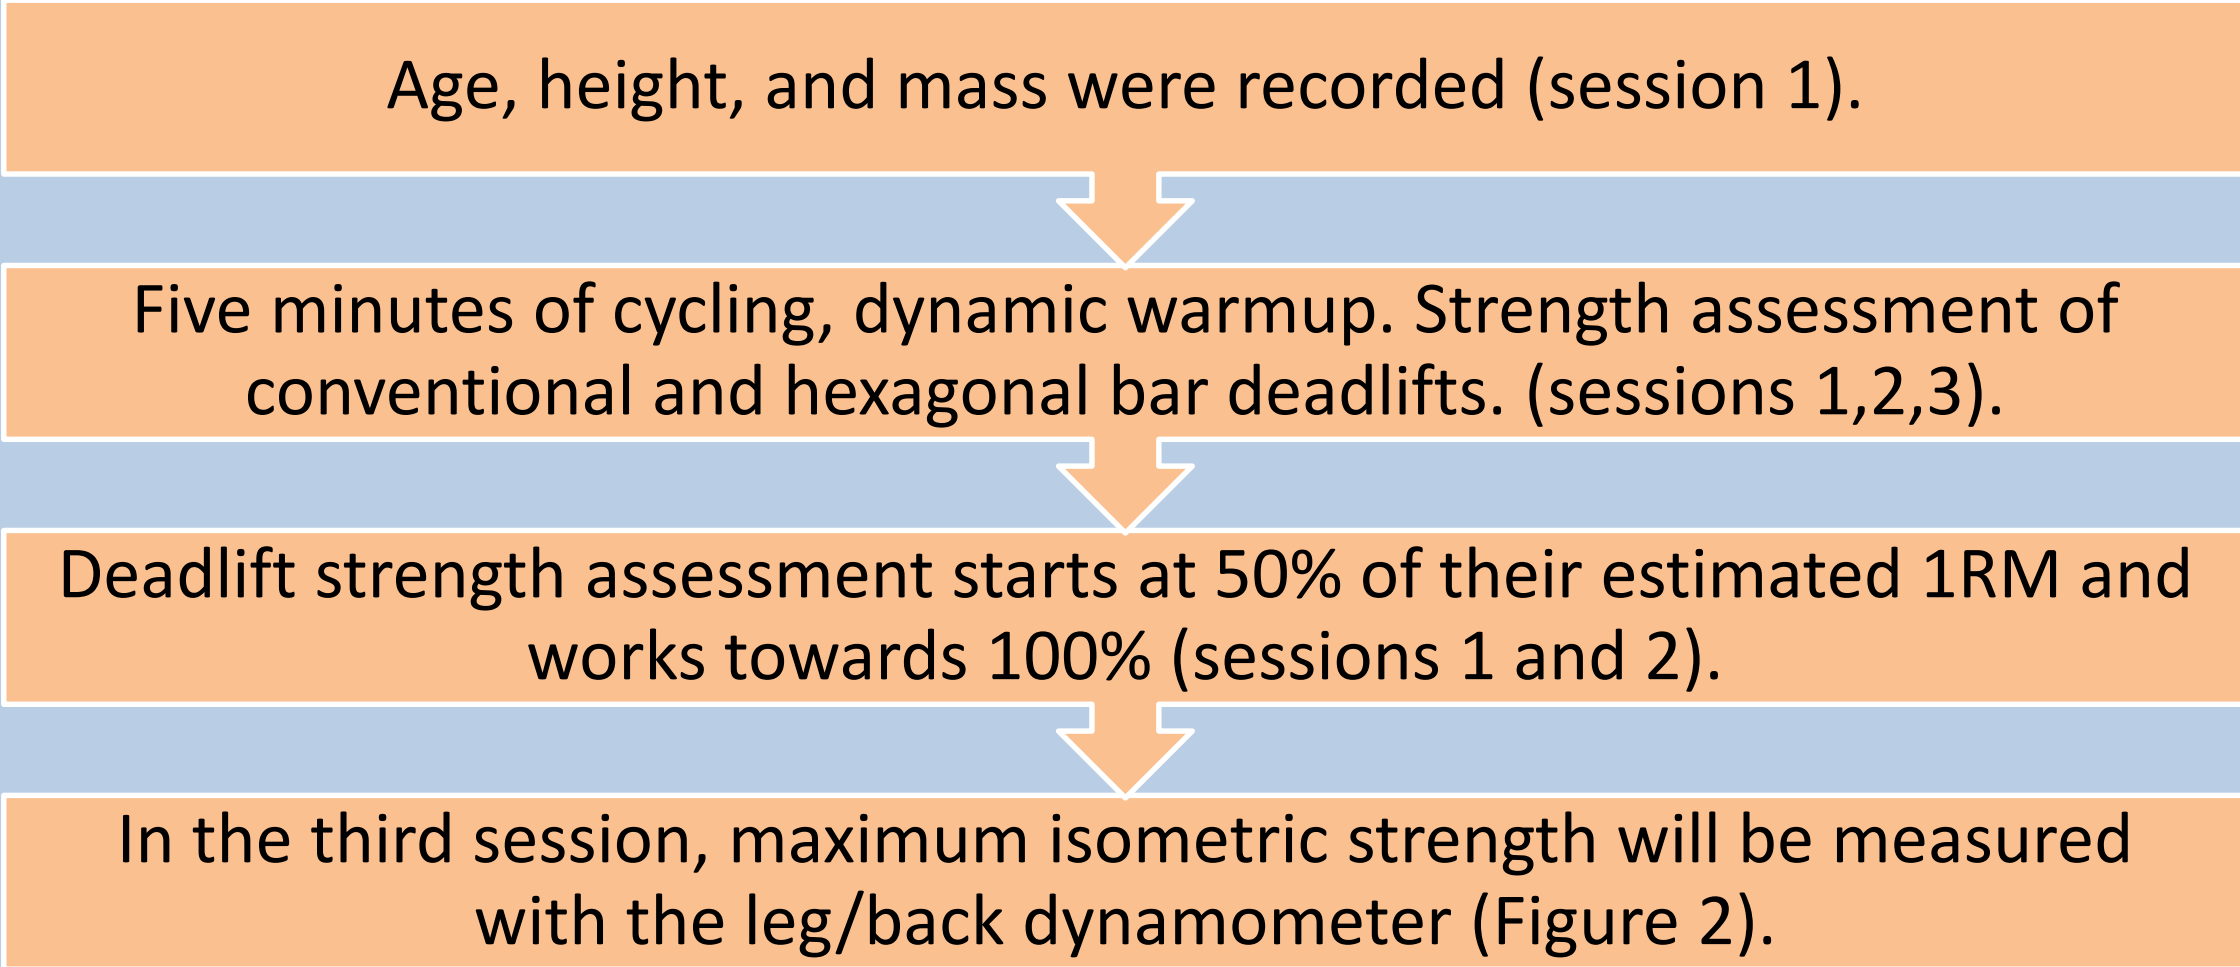 Age, height, and mass were recorded (session 1).
Five minutes of cycling, dynamic warmup. Strength assessment of
conventional and hexagonal bar deadlifts. (sessions 1,2,3).
Deadlift strength assessment starts at 50% of their estimated 1RM and
works towards 100% (sessions 1 and 2).
In the third session, maximum isometric strength will be measured
with the leg/back dynamometer (Figure 2).